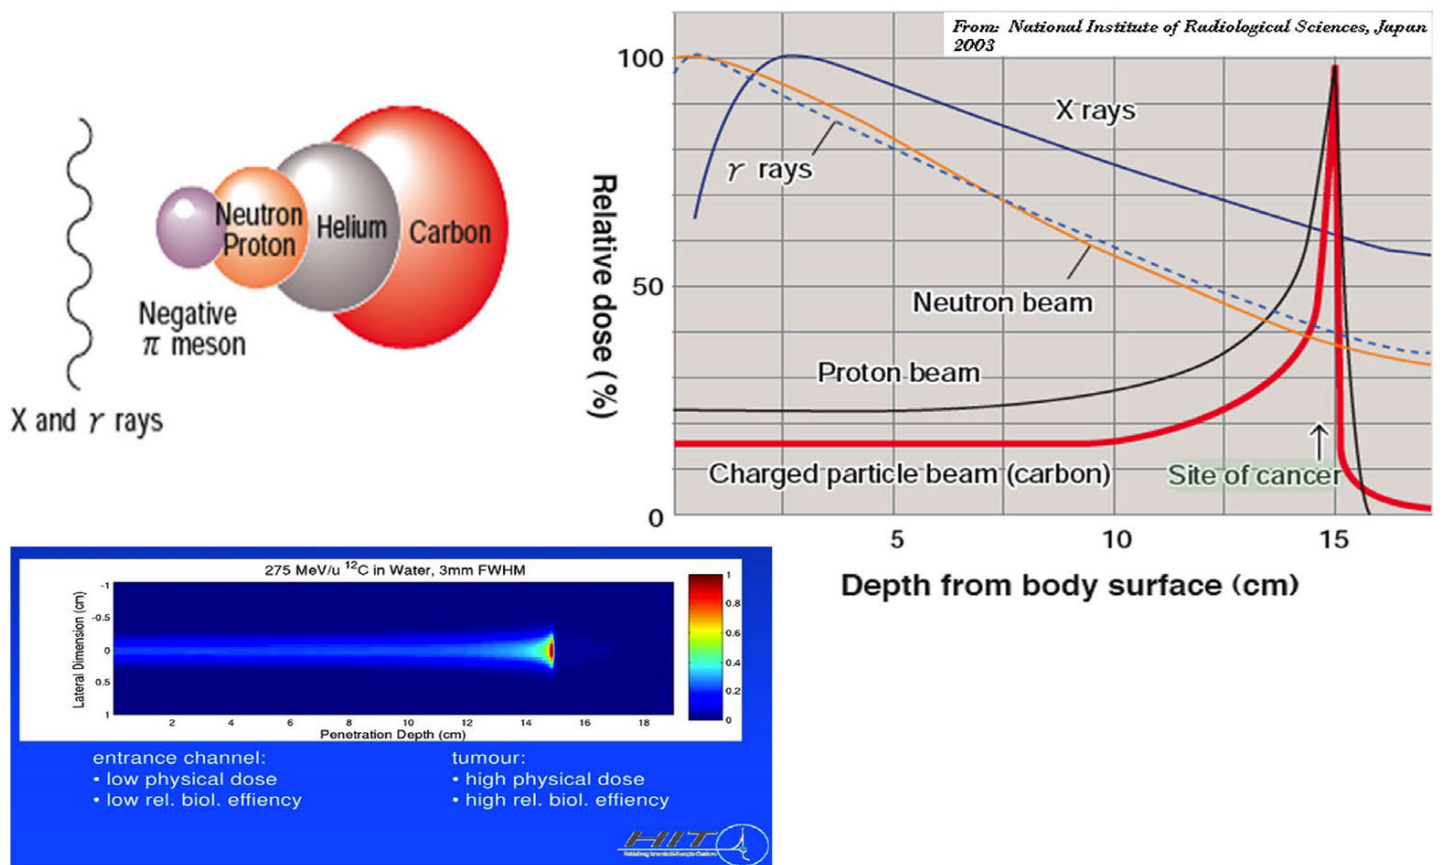 From: National Institute of Radiological Sciences, Japan
2003
Neutron
Proton
Helium
Carbon
Negative
π meson
X and γ rays
Relative dose (%)
100
50
0
X rays
γ rays
Neutron beam
Proton beam
Charged particle beam (carbon)
Site of cancer
5
10
15
Depth from body surface (cm)
275 MeV/u ¹²C in Water, 3mm FWHM
Lateral Dimension (cm)
-1
-0.5
0
0.5
1
2
4
6
8
10
12
14
16
18
Penetration Depth (cm)
1
0.8
0.6
0.4
0.2
0
entrance channel:
• low physical dose
• low rel. biol. effiency
tumour:
• high physical dose
• high rel. biol. effiency
HIT